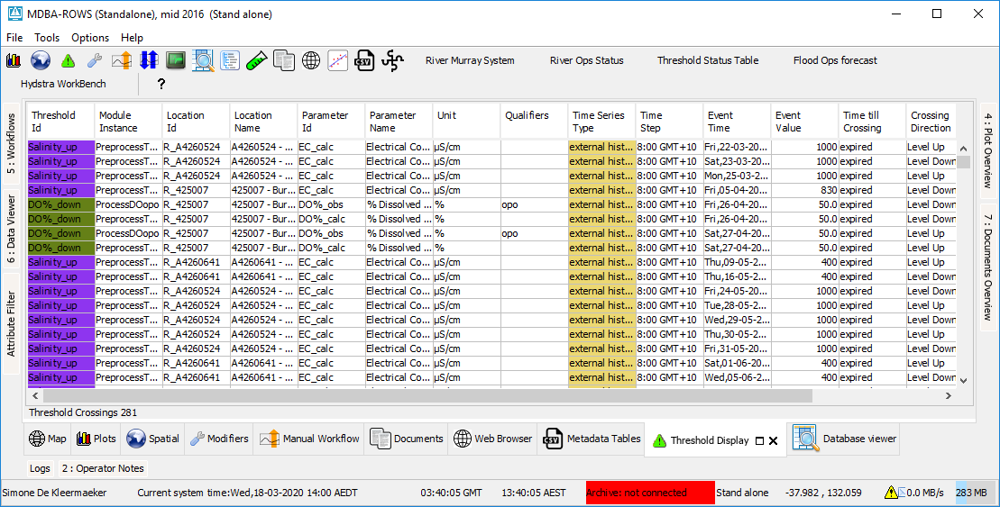 MDBA-ROWS (Standalone), mid 2016 (Stand alone)
File Tools Options Help
River Murray System River Ops Status Threshold Status Table Flood Ops forecast
Hydstra WorkBench ?
5 : Workflows
6 : Data Viewer
Attribute Filter
Threshold Id Module Instance Location Id Location Name Parameter Id Parameter Name Unit Qualifiers Time Series Type Time Step Event Time Event Value Time till Crossing Crossing Direction
Salinity_up PreprocessT... R_A4260524 A4260524 - ... EC_calc Electrical Co... µS/cm external hist... 8:00 GMT+10 Fri,22-03-20... 1000 expired Level Up
Salinity_up PreprocessT... R_A4260524 A4260524 - ... EC_calc Electrical Co... µS/cm external hist... 8:00 GMT+10 Sat,23-03-20... 1000 expired Level Down
Salinity_up PreprocessT... R_A4260524 A4260524 - ... EC_calc Electrical Co... µS/cm external hist... 8:00 GMT+10 Mon,25-03-2... 1000 expired Level Up
Salinity_up PreprocessT... R_425007 425007 - Bur... EC_calc Electrical Co... µS/cm external hist... 8:00 GMT+10 Fri,05-04-20... 830 expired Level Down
DO%_down ProcessDOopo R_425007 425007 - Bur... DO%_obs % Dissolved ... % opo external hist... 8:00 GMT+10 Fri,26-04-20... 50.0 expired Level Down
DO%_down PreprocessT... R_425007 425007 - Bur... DO%_calc % Dissolved ... % external hist... 8:00 GMT+10 Fri,26-04-20... 50.0 expired Level Down
DO%_down ProcessDOopo R_425007 425007 - Bur... DO%_obs % Dissolved ... % opo external hist... 8:00 GMT+10 Sat,27-04-20... 50.0 expired Level Up
DO%_down PreprocessT... R_425007 425007 - Bur... DO%_calc % Dissolved ... % external hist... 8:00 GMT+10 Sat,27-04-20... 50.0 expired Level Up
Salinity_up PreprocessT... R_A4260641 A4260641 - ... EC_calc Electrical Co... µS/cm external hist... 8:00 GMT+10 Thu,09-05-2... 400 expired Level Up
Salinity_up PreprocessT... R_A4260641 A4260641 - ... EC_calc Electrical Co... µS/cm external hist... 8:00 GMT+10 Thu,16-05-2... 400 expired Level Down
Salinity_up PreprocessT... R_A4260524 A4260524 - ... EC_calc Electrical Co... µS/cm external hist... 8:00 GMT+10 Fri,24-05-20... 1000 expired Level Down
Salinity_up PreprocessT... R_A4260524 A4260524 - ... EC_calc Electrical Co... µS/cm external hist... 8:00 GMT+10 Tue,28-05-2... 1000 expired Level Up
Salinity_up PreprocessT... R_A4260524 A4260524 - ... EC_calc Electrical Co... µS/cm external hist... 8:00 GMT+10 Wed,29-05-2... 1000 expired Level Down
Salinity_up PreprocessT... R_A4260524 A4260524 - ... EC_calc Electrical Co... µS/cm external hist... 8:00 GMT+10 Thu,30-05-2... 1000 expired Level Up
Salinity_up PreprocessT... R_A4260524 A4260524 - ... EC_calc Electrical Co... µS/cm external hist... 8:00 GMT+10 Fri,31-05-20... 1000 expired Level Down
Salinity_up PreprocessT... R_A4260641 A4260641 - ... EC_calc Electrical Co... µS/cm external hist... 8:00 GMT+10 Sat,01-06-20... 400 expired Level Up
Salinity_up PreprocessT... R_A4260641 A4260641 - ... EC_calc Electrical Co... µS/cm external hist... 8:00 GMT+10 Wed,05-06-2... 400 expired Level Down
4 : Plot Overview
7 : Documents Overview
Threshold Crossings 281
Map Plots Spatial Modifiers Manual Workflow Documents Web Browser CSV Metadata Tables Threshold Display Database viewer
Logs 2 : Operator Notes
Simone De Kleermaeker Current system time:Wed,18-03-2020 14:00 AEDT 03:40:05 GMT 13:40:05 AEST Archive: not connected Stand alone -37.982 , 132.059 0.0 MB/s 283 MB